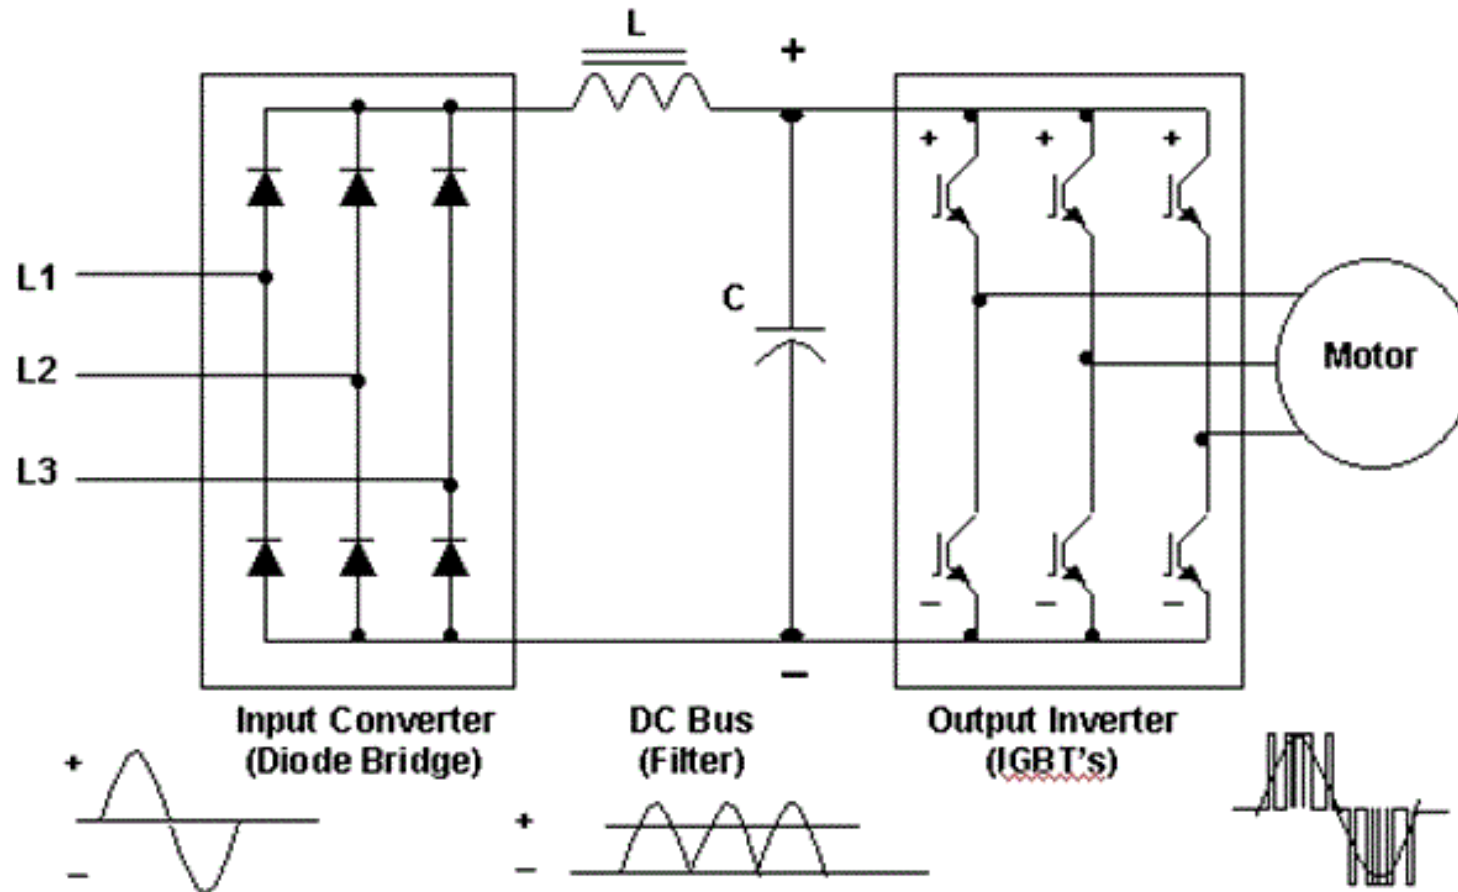 L
+
+
+
+
L1
L2
L3
C
Motor
−
−
−
−
Input Converter
(Diode Bridge)
DC Bus
(Filter)
Output Inverter
(IGBT's)
+
−
+
−